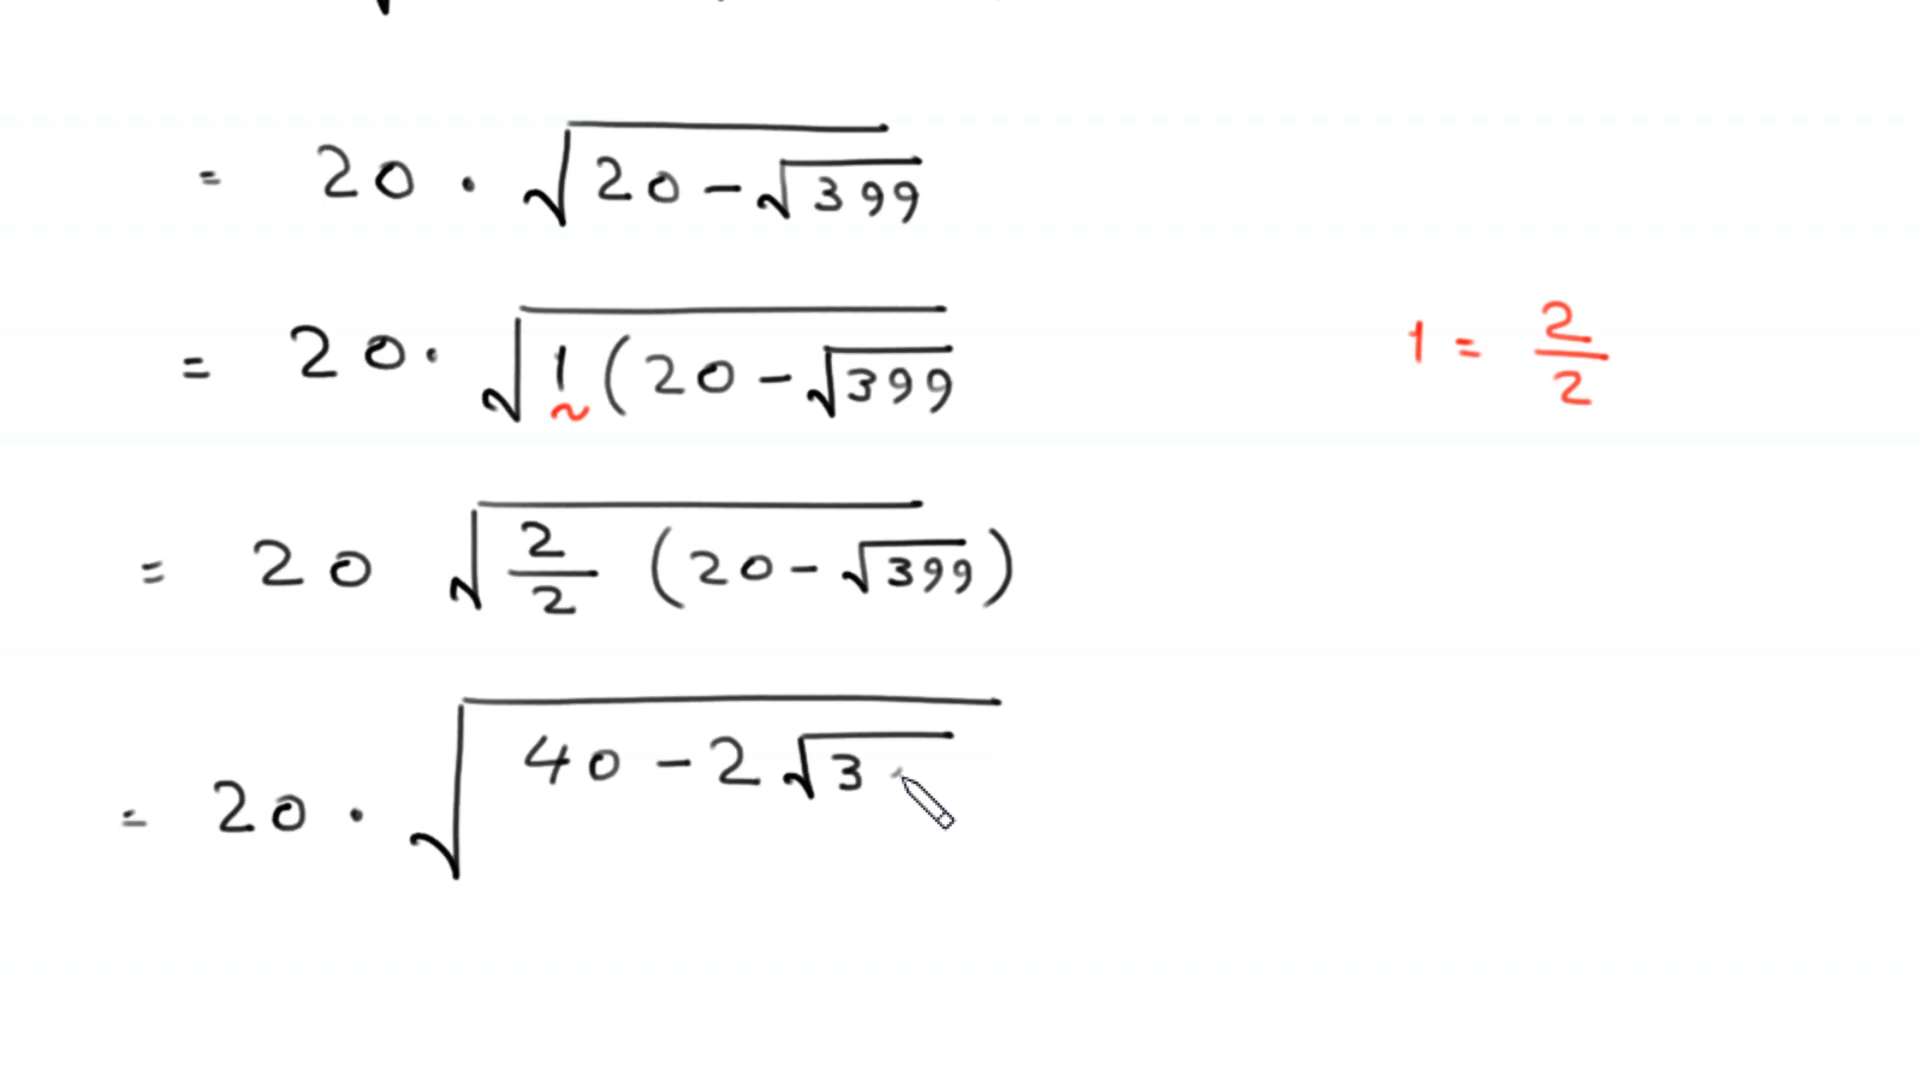 = 20 · √(20 − √399
= 20 · √(1 (20 − √399
1 = 2/2
= 20 √(2/2 (20 − √399))
= 20 · √(40 − 2 √3